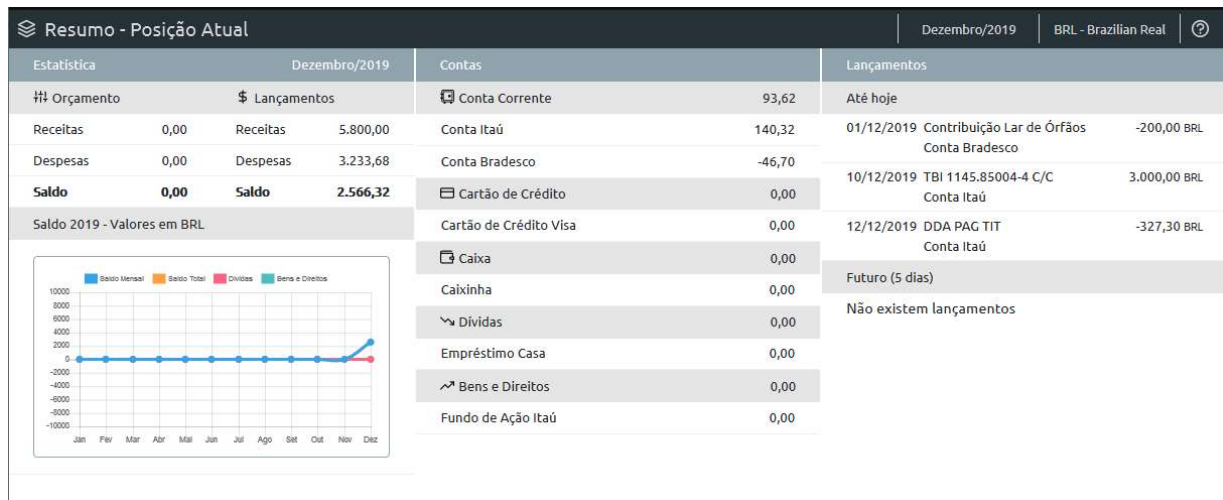 Resumo - Posição Atual
Dezembro/2019
BRL - Brazilian Real
Estatística Dezembro/2019
Orçamento $ Lançamentos
Receitas 0,00 Receitas 5.800,00
Despesas 0,00 Despesas 3.233,68
Saldo 0,00 Saldo 2.566,32
Saldo 2019 - Valores em BRL
Saldo Mensal Saldo Total Dívidas Bens e Direitos
10000
8000
6000
4000
2000
0
-2000
-4000
-6000
-8000
-10000
Jan Fev Mar Abr Mai Jun Jul Ago Set Out Nov Dez
Contas
Conta Corrente 93,62
Conta Itaú 140,32
Conta Bradesco -46,70
Cartão de Crédito 0,00
Cartão de Crédito Visa 0,00
Caixa 0,00
Caixinha 0,00
Dívidas 0,00
Empréstimo Casa 0,00
Bens e Direitos 0,00
Fundo de Ação Itaú 0,00
Lançamentos
Até hoje
01/12/2019 Contribuição Lar de Órfãos -200,00 BRL
Conta Bradesco
10/12/2019 TBI 1145.85004-4 C/C 3.000,00 BRL
Conta Itaú
12/12/2019 DDA PAG TIT -327,30 BRL
Conta Itaú
Futuro (5 dias)
Não existem lançamentos